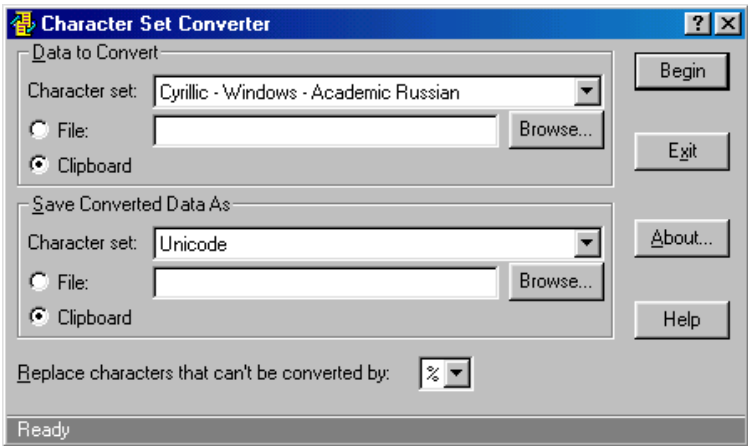 Character Set Converter
Data to Convert
Character set: Cyrillic - Windows - Academic Russian
File: Browse...
Clipboard
Save Converted Data As
Character set: Unicode
File: Browse...
Clipboard
Replace characters that can't be converted by: %
Begin
Exit
About...
Help
Ready